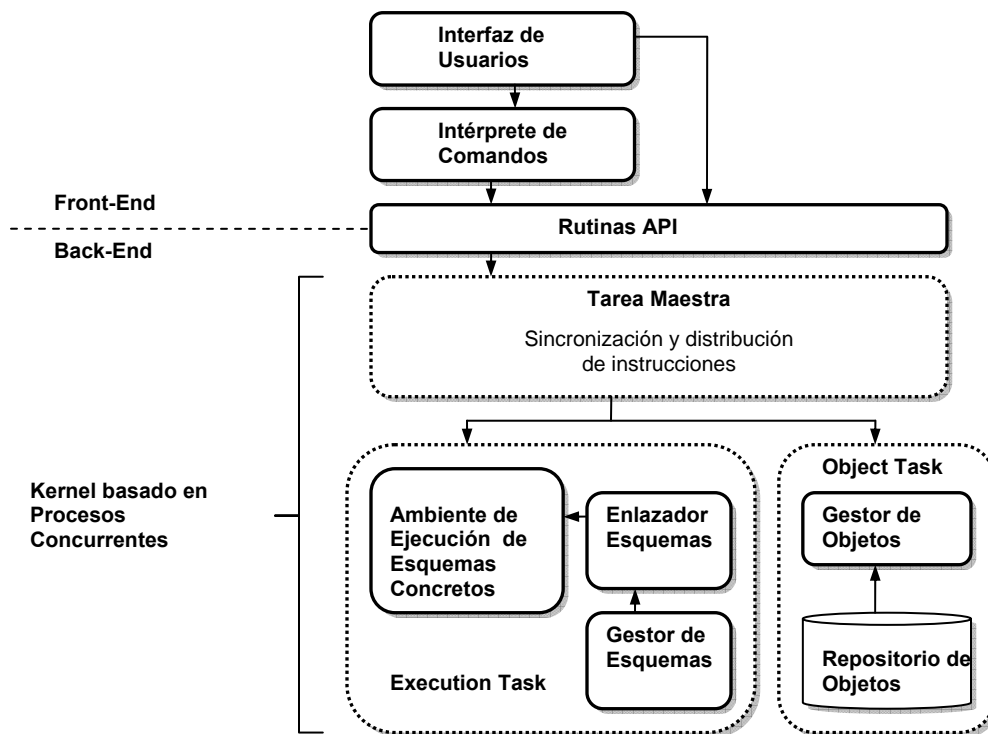 Interfaz de
Usuarios
Intérprete de
Comandos
Front-End
Rutinas API
Back-End
Tarea Maestra
Sincronización y distribución
de instrucciones
Kernel basado en
Procesos
Concurrentes
Ambiente de
Ejecución de
Esquemas
Concretos
Enlazador
Esquemas
Gestor de
Esquemas
Execution Task
Object Task
Gestor de
Objetos
Repositorio de
Objetos